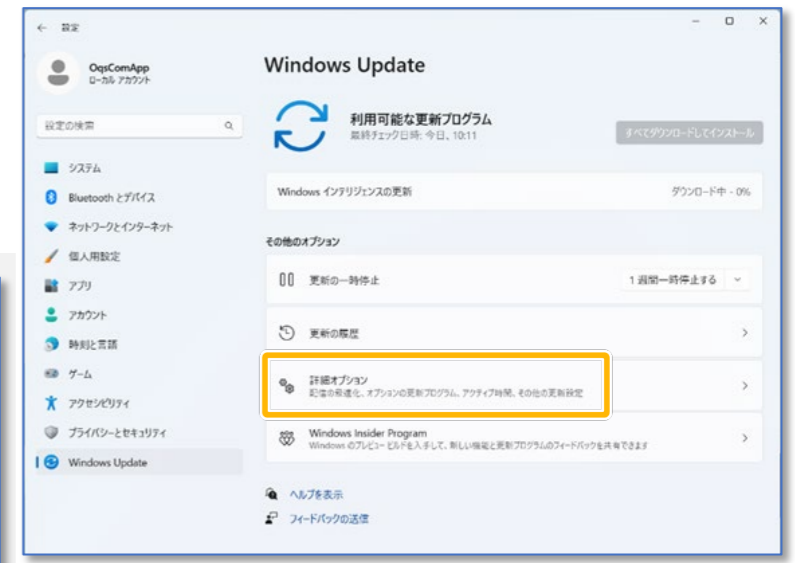 設定
OqsComApp
ローカル アカウント
設定の検索
システム
Bluetooth とデバイス
ネットワークとインターネット
個人用設定
アプリ
アカウント
時刻と言語
ゲーム
アクセシビリティ
プライバシーとセキュリティ
Windows Update
Windows Update
利用可能な更新プログラム
最終チェック日時: 今日、10:11
すべてダウンロードしてインストール
Windows インテリジェンスの更新
ダウンロード中 - 0%
その他のオプション
更新の一時停止
1 週間一時停止する
更新の履歴
詳細オプション
配信の最適化、オプションの更新プログラム、アクティブ時間、その他の更新設定
Windows Insider Program
Windows のプレビュー ビルドを入手して、新しい機能と更新プログラムのフィードバックを共有できます
ヘルプを表示
フィードバックの送信